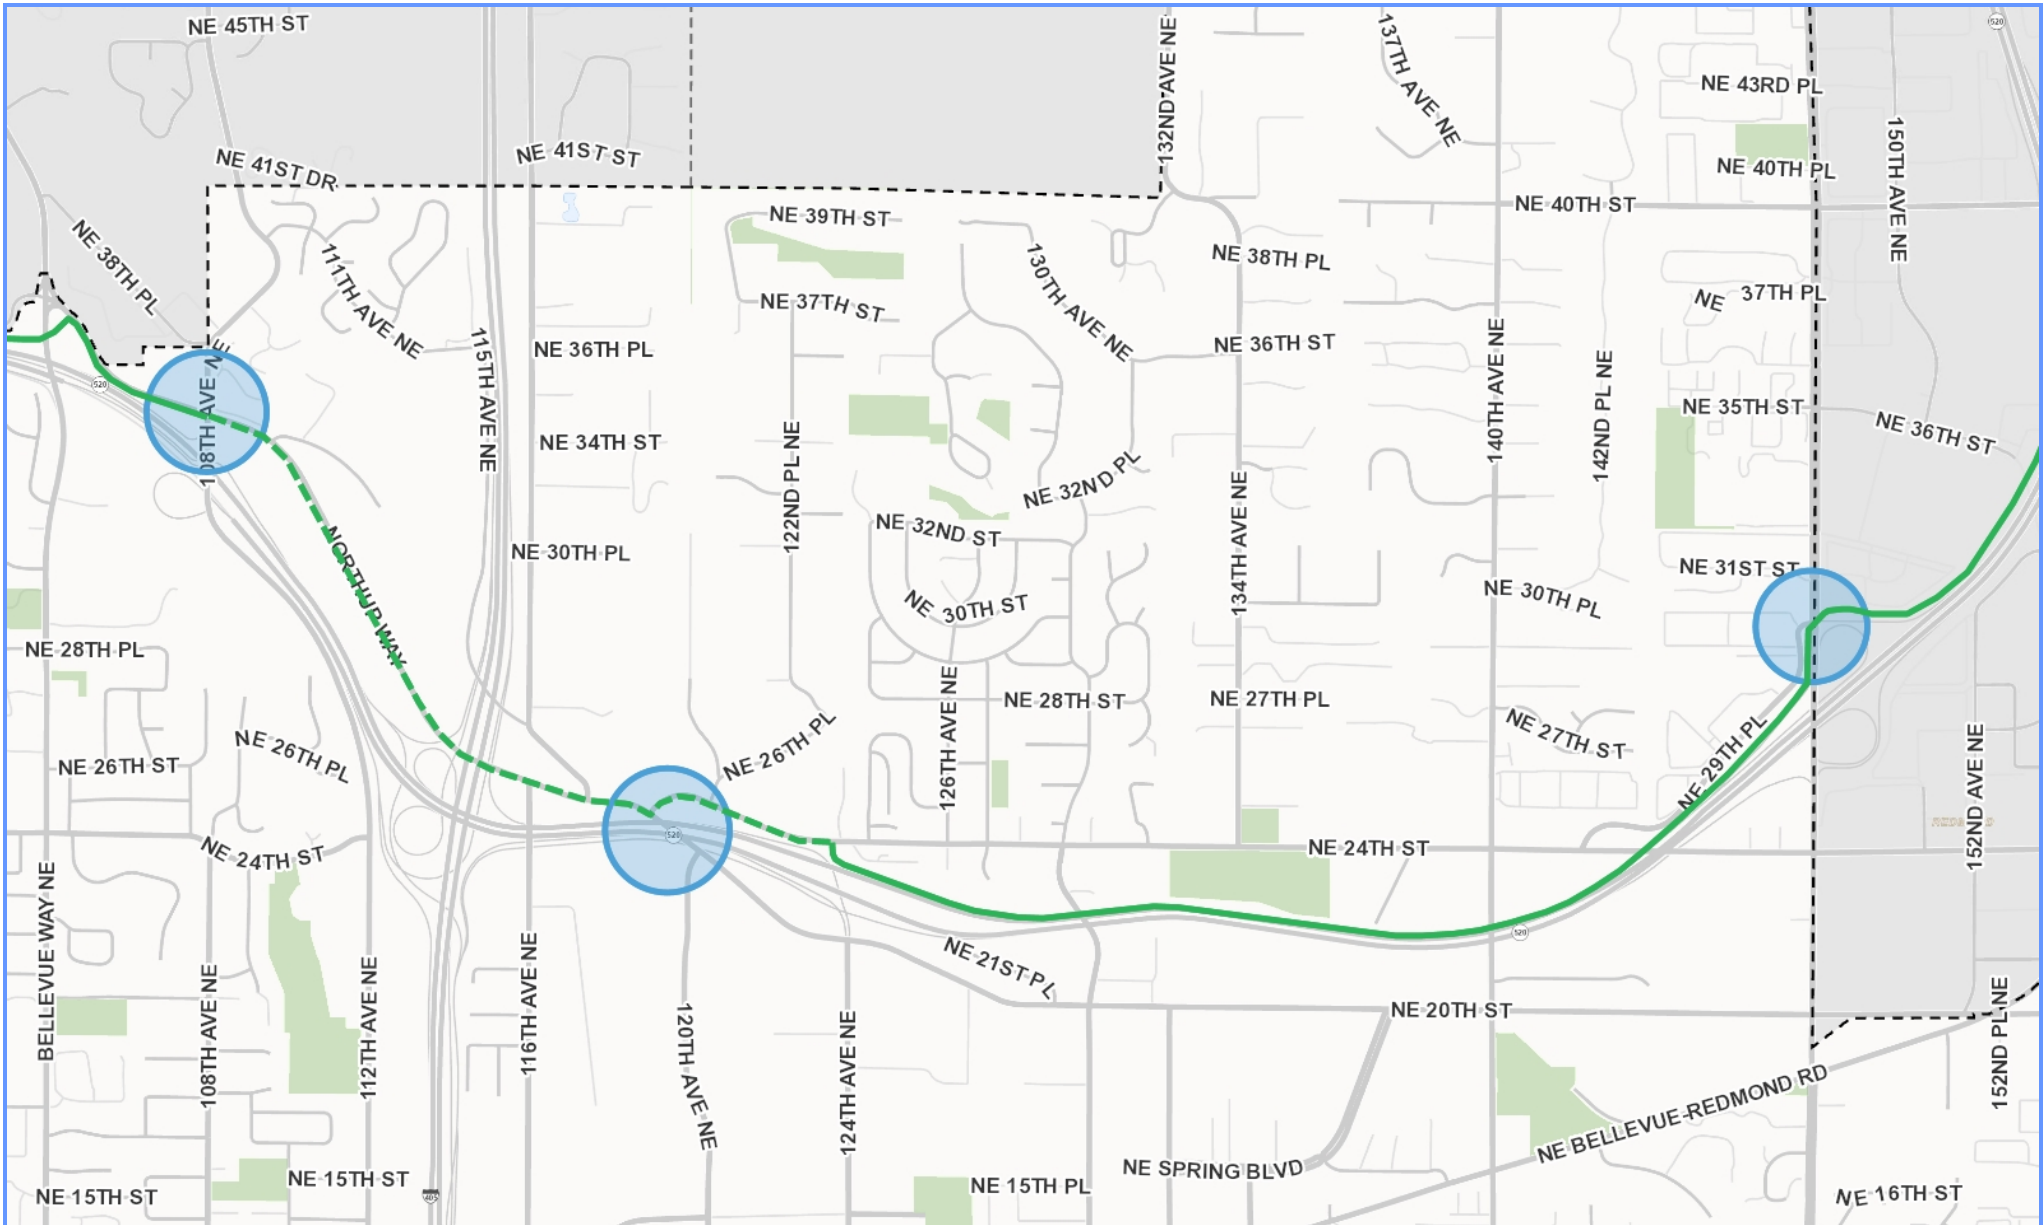 NE 45TH ST
520
132ND AVE NE
137TH AVE NE
NE 43RD PL
NE 41ST DR
NE 41ST ST
150TH AVE NE
NE 40TH PL
NE 39TH ST
NE 40TH ST
NE 38TH PL
111TH AVE NE
130TH AVE NE
NE 38TH PL
NE 37TH PL
NE 37TH ST
115TH AVE NE
NE 36TH PL
NE 36TH ST
140TH AVE NE
142ND PL NE
520
108TH AVE NE
NE 35TH ST
NE 36TH ST
NE 34TH ST
122ND PL NE
NE 32ND PL
134TH AVE NE
NE 32ND ST
NORTHUP WAY
NE 30TH PL
NE 31ST ST
NE 30TH ST
NE 30TH PL
NE 28TH PL
126TH AVE NE
NE 28TH ST
NE 27TH PL
NE 27TH ST
NE 29TH PL
152ND AVE NE
NE 26TH ST
NE 26TH PL
NE 26TH PL
520
NE 24TH ST
NE 24TH ST
BELLEVUE WAY NE
520
108TH AVE NE
112TH AVE NE
116TH AVE NE
NE 21ST PL
120TH AVE NE
124TH AVE NE
NE 20TH ST
152ND PL NE
NE BELLEVUE-REDMOND RD
NE SPRING BLVD
NE 15TH ST
NE 15TH ST
405
NE 15TH PL
NE 16TH ST